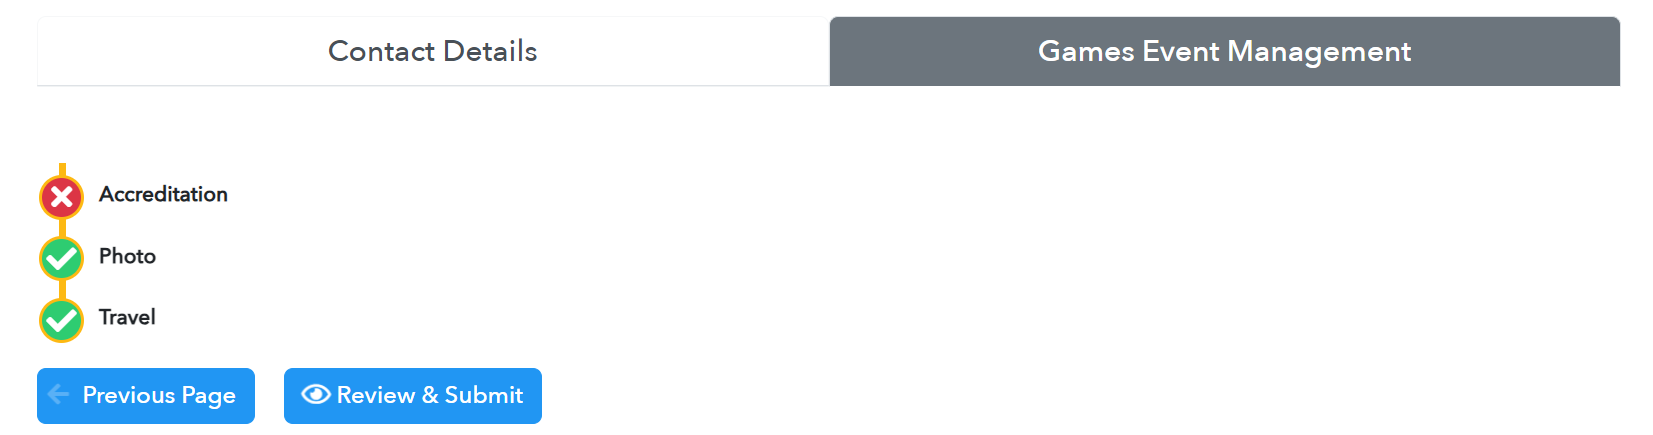 Contact Details
Games Event Management
Accreditation
Photo
Travel
Previous Page
Review & Submit